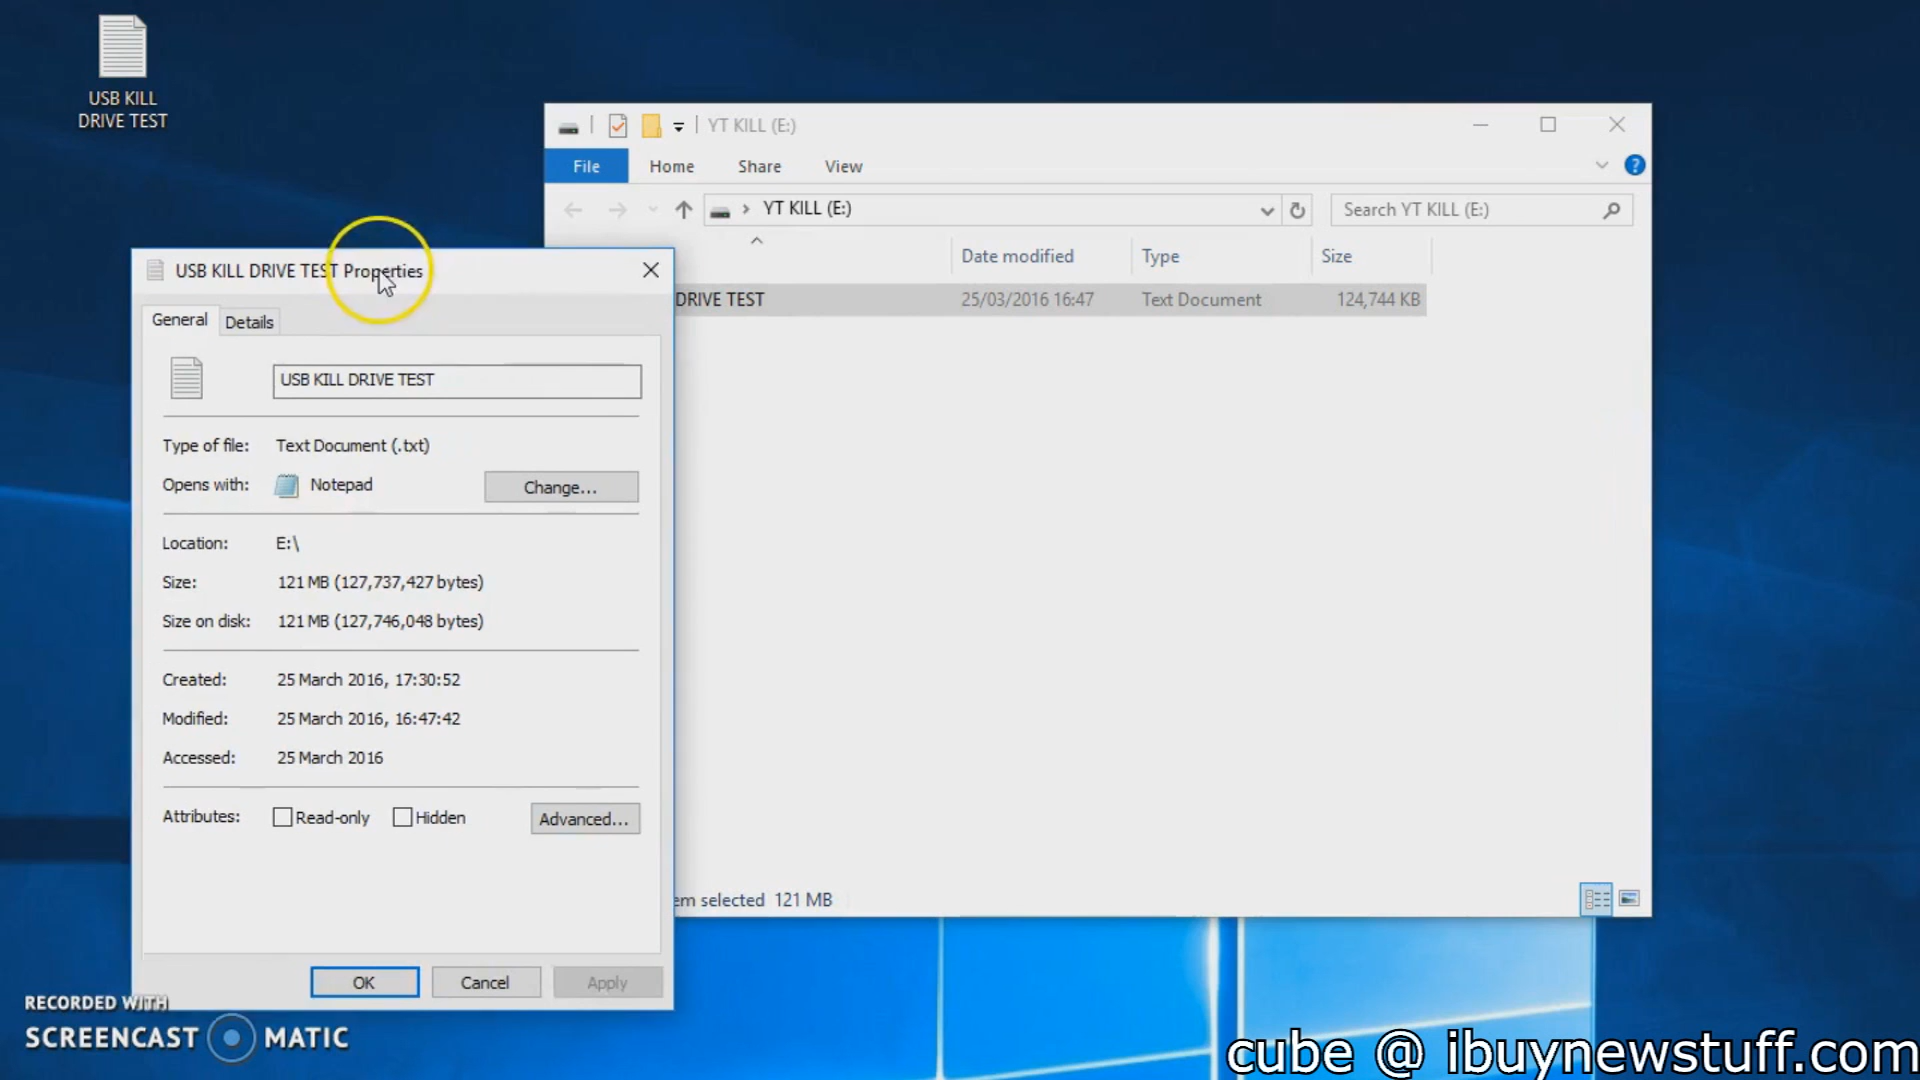 USB KILL
DRIVE TEST
YT KILL (E:)
File Home Share View
YT KILL (E:)
Search YT KILL (E:)
Date modified Type Size
DRIVE TEST 25/03/2016 16:47 Text Document 124,744 KB
em selected 121 MB
USB KILL DRIVE TEST Properties
General Details
USB KILL DRIVE TEST
Type of file: Text Document (.txt)
Opens with: Notepad Change...
Location: E:\
Size: 121 MB (127,737,427 bytes)
Size on disk: 121 MB (127,746,048 bytes)
Created: 25 March 2016, 17:30:52
Modified: 25 March 2016, 16:47:42
Accessed: 25 March 2016
Attributes: Read-only Hidden Advanced...
OK Cancel Apply
RECORDED WITH
SCREENCAST MATIC
cube @ ibuynewstuff.com